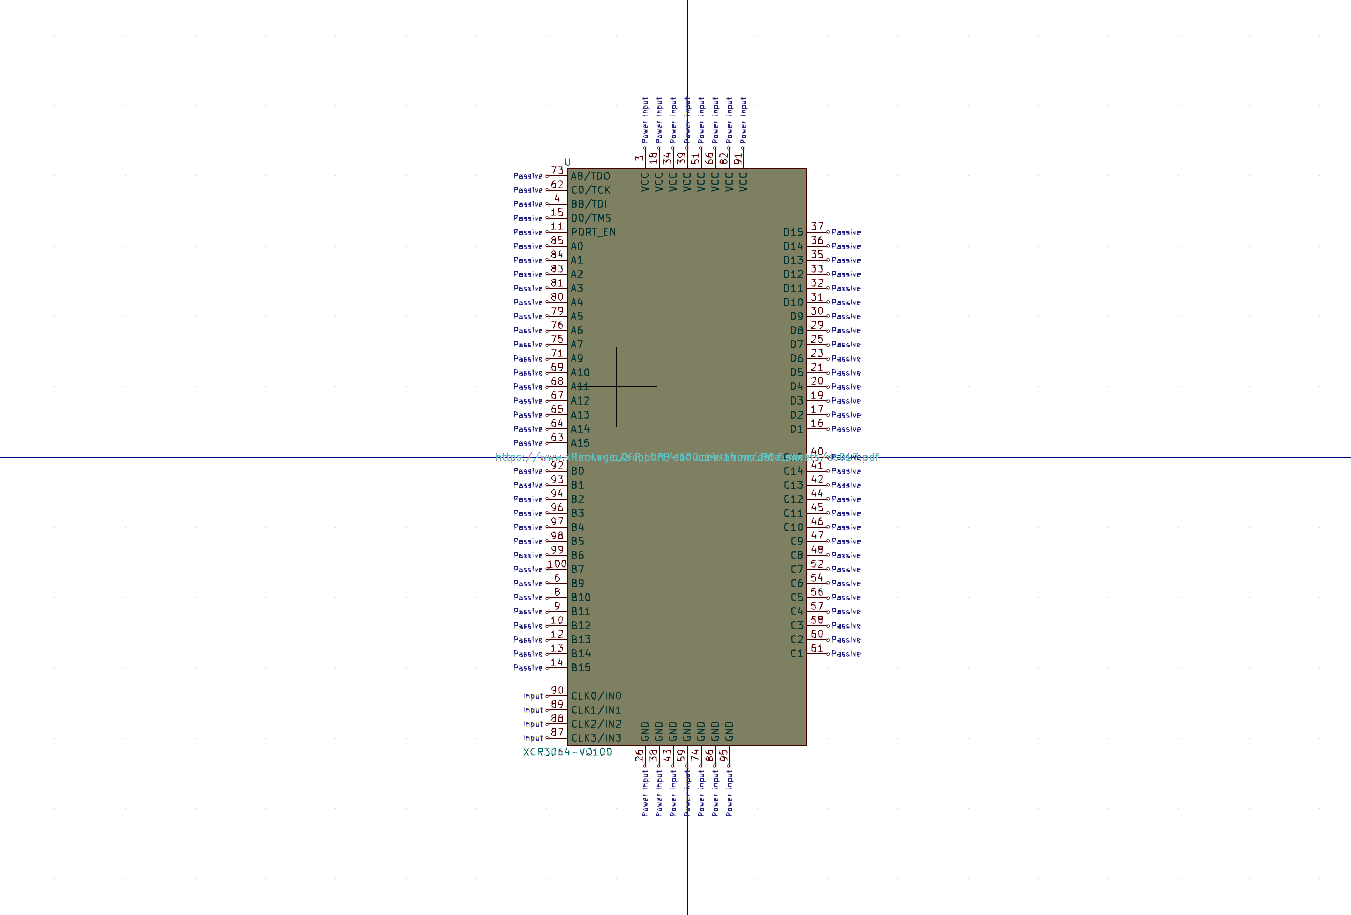 Power Input Power Input Power Input Power Input Power Input Power Input Power Input Power Input
3 18 34 39 51 66 82 91
VCC VCC VCC VCC VCC VCC VCC VCC
U
Passive 73 A8/TDO
Passive 62 C0/TCK
Passive 4 B8/TDI
Passive 15 D0/TMS
Passive 11 PORT_EN D15 37 Passive
Passive 85 A0 D14 36 Passive
Passive 84 A1 D13 35 Passive
Passive 83 A2 D12 33 Passive
Passive 81 A3 D11 32 Passive
Passive 80 A4 D10 31 Passive
Passive 79 A5 D9 30 Passive
Passive 76 A6 D8 29 Passive
Passive 75 A7 D7 25 Passive
Passive 71 A9 D6 23 Passive
Passive 69 A10 D5 21 Passive
Passive 68 A11 D4 20 Passive
Passive 67 A12 D3 19 Passive
Passive 65 A13 D2 17 Passive
Passive 64 A14 D1 16 Passive
Passive 63 A15
40
Passive 92 B0 C14 41 Passive
Passive 93 B1 C13 42 Passive
Passive 94 B2 C12 44 Passive
Passive 96 B3 C11 45 Passive
Passive 97 B4 C10 46 Passive
Passive 98 B5 C9 47 Passive
Passive 99 B6 C8 48 Passive
Passive 100 B7 C7 52 Passive
Passive 6 B9 C6 54 Passive
Passive 8 B10 C5 56 Passive
Passive 9 B11 C4 57 Passive
Passive 10 B12 C3 58 Passive
Passive 12 B13 C2 60 Passive
Passive 13 B14 C1 61 Passive
Passive 14 B15
Input 90 CLK0/IN0
Input 89 CLK1/IN1
Input 88 CLK2/IN2
Input 87 CLK3/IN3
GND GND GND GND GND GND GND
XCR3064-VQ100
26 38 43 59 74 86 95
Power Input Power Input Power Input Power Input Power Input Power Input Power Input